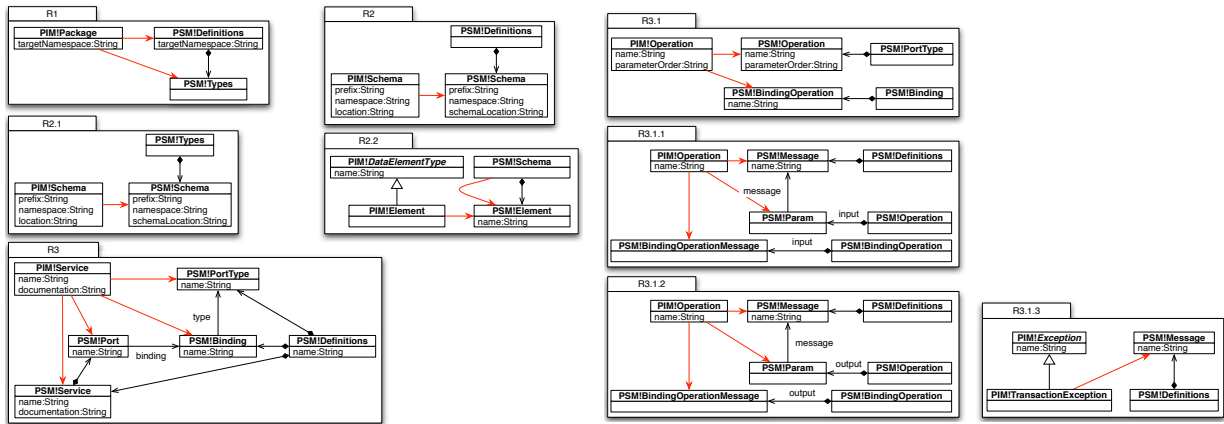 R1
PIM!Package
targetNamespace:String
PSM!Definitions
targetNamespace:String
PSM!Types
R2
PSM!Definitions
PIM!Schema
prefix:String
namespace:String
location:String
PSM!Schema
prefix:String
namespace:String
schemaLocation:String
R3.1
PIM!Operation
name:String
parameterOrder:String
PSM!Operation
name:String
parameterOrder:String
PSM!PortType
PSM!BindingOperation
name:String
PSM!Binding
R2.1
PSM!Types
PIM!Schema
prefix:String
namespace:String
location:String
PSM!Schema
prefix:String
namespace:String
schemaLocation:String
R2.2
PIM!DataElementType
name:String
PSM!Schema
PIM!Element
PSM!Element
name:String
R3.1.1
PIM!Operation
name:String
PSM!Message
name:String
PSM!Definitions
message
PSM!Param
input
PSM!Operation
PSM!BindingOperationMessage
input
PSM!BindingOperation
R3
PIM!Service
name:String
documentation:String
PSM!PortType
name:String
type
PSM!Port
name:String
binding
PSM!Binding
name:String
PSM!Definitions
name:String
PSM!Service
name:String
documentation:String
R3.1.2
PIM!Operation
name:String
PSM!Message
name:String
PSM!Definitions
message
PSM!Param
output
PSM!Operation
PSM!BindingOperationMessage
output
PSM!BindingOperation
R3.1.3
PIM!Exception
name:String
PSM!Message
name:String
PIM!TransactionException
PSM!Definitions